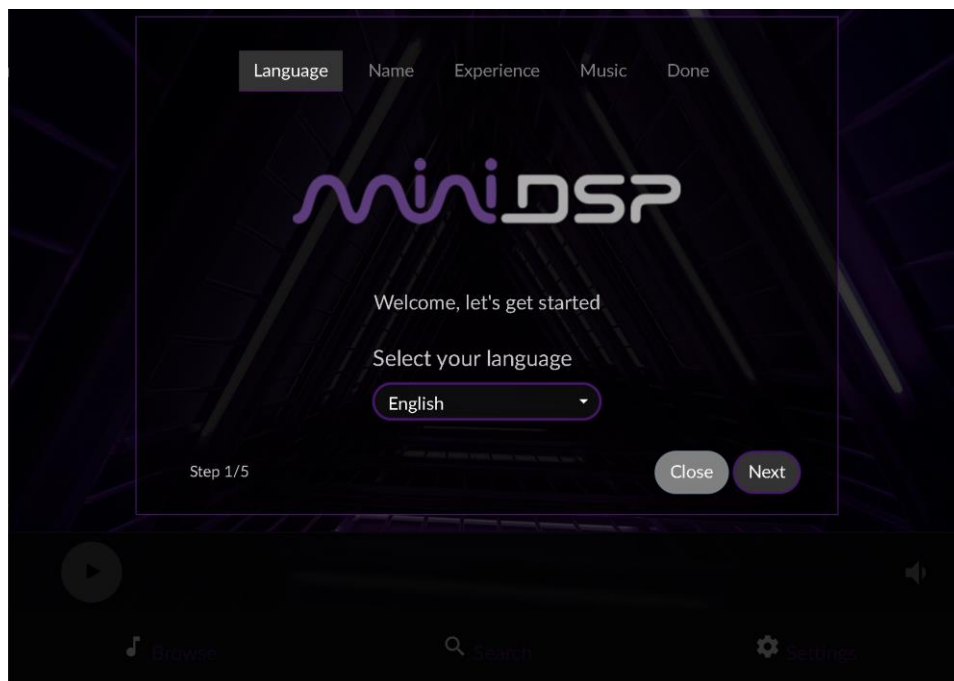 Language Name Experience Music Done
miniDSP
Welcome, let's get started
Select your language
English
Step 1/5 Close Next
Browse Search Settings